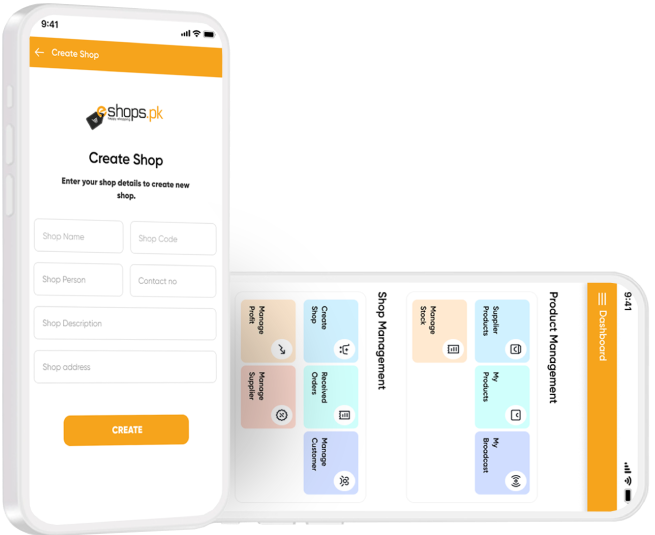 9:41
Create Shop
eshops.pk
happy shopping
Create Shop
Enter your shop details to create new
shop.
Shop Name
Shop Code
Shop Person
Contact no
Shop Description
Shop address
CREATE
9:41
Dashboard
Product Management
Supplier
Products
My
Products
My
Broadcast
Manage
Stock
Shop Management
Create
Shop
Received
Orders
Manage
Customer
Manage
Profit
Manage
Supplier